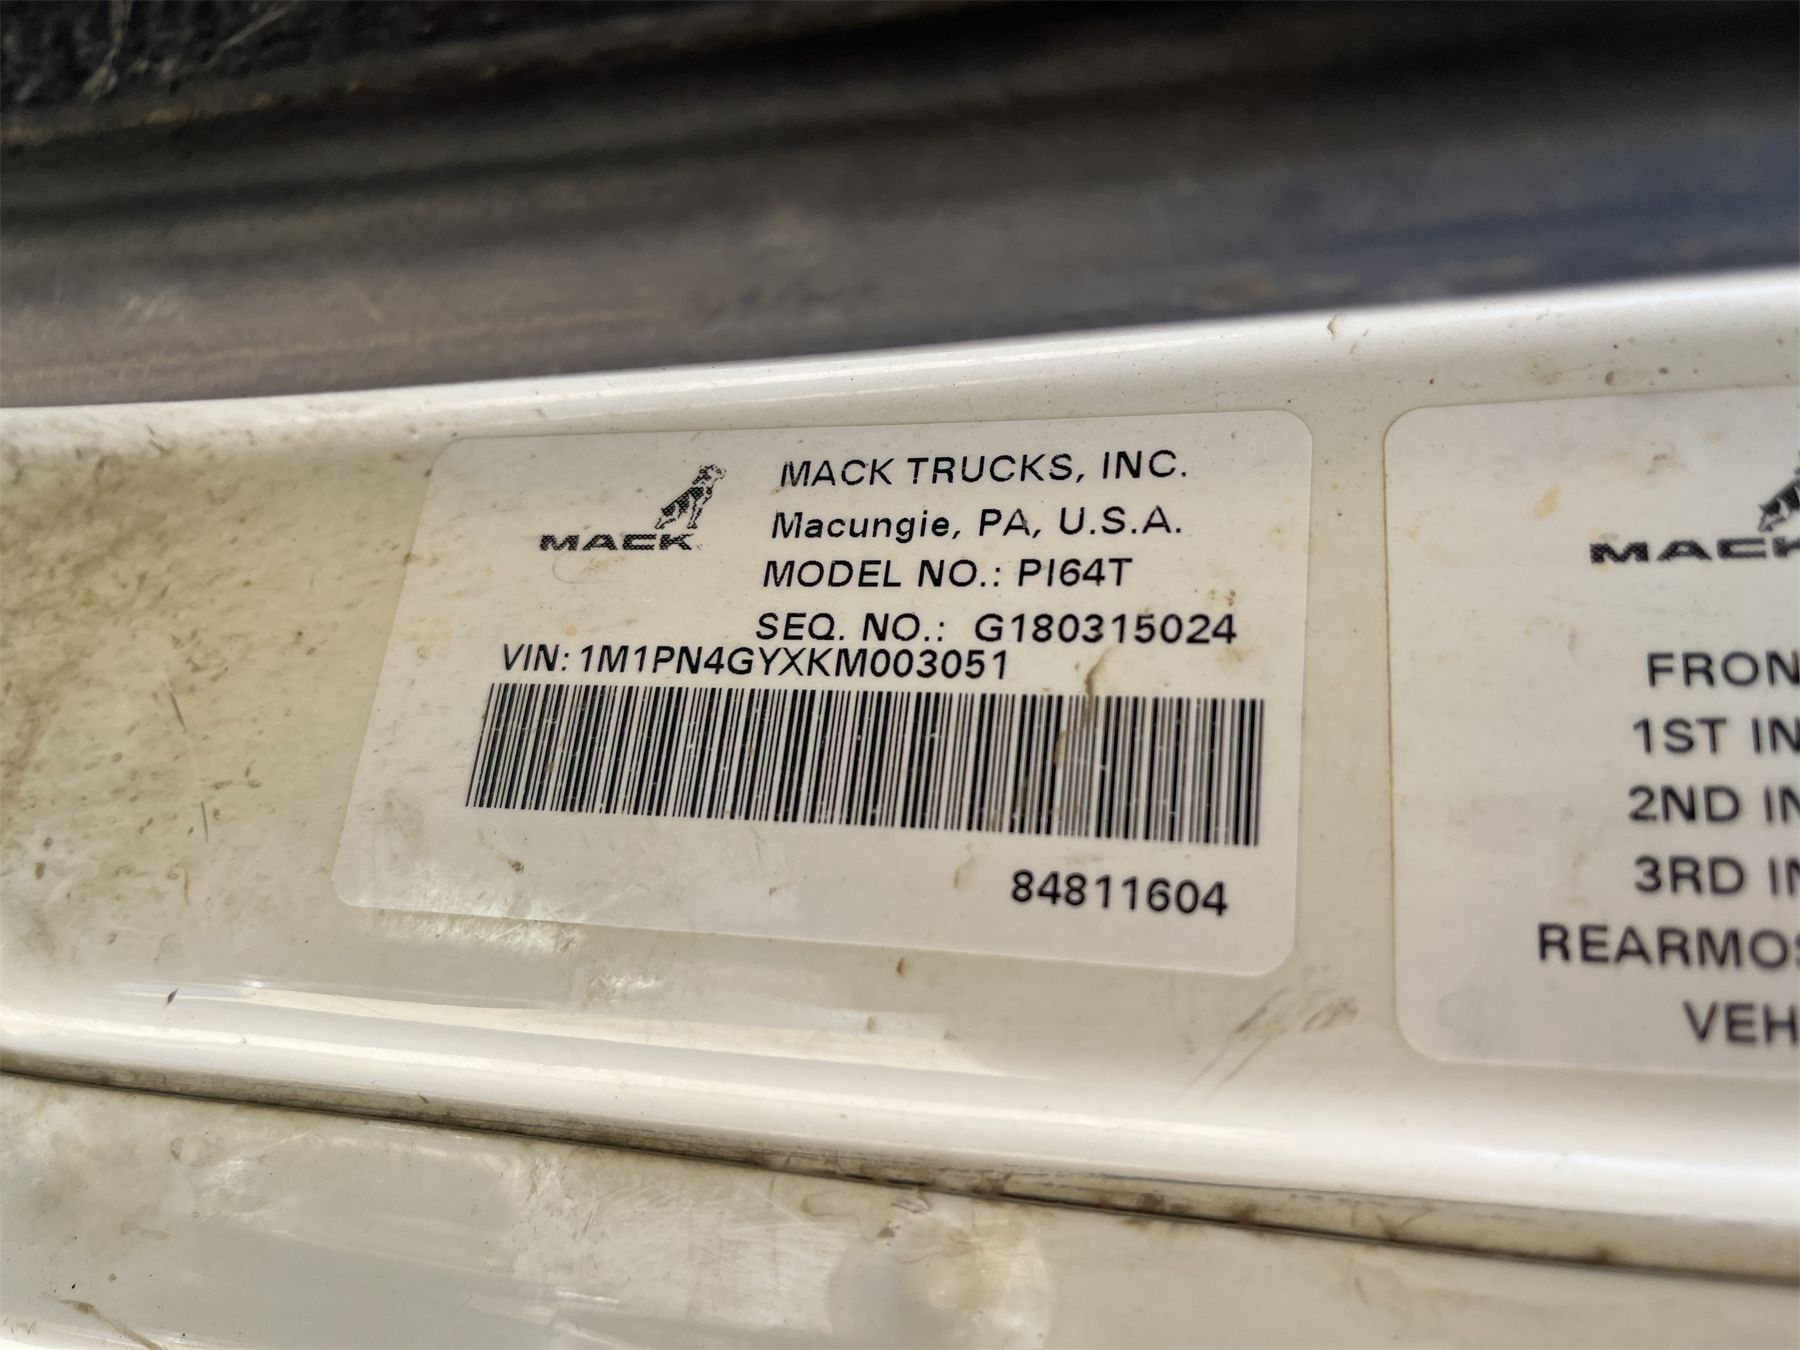 MACK
MACK TRUCKS, INC.
Macungie, PA, U.S.A.
MODEL NO.: PI64T
SEQ. NO.: G180315024
VIN: 1M1PN4GYXKM003051
84811604
MACK
FRON
1ST IN
2ND IN
3RD IN
REARMOS
VEH